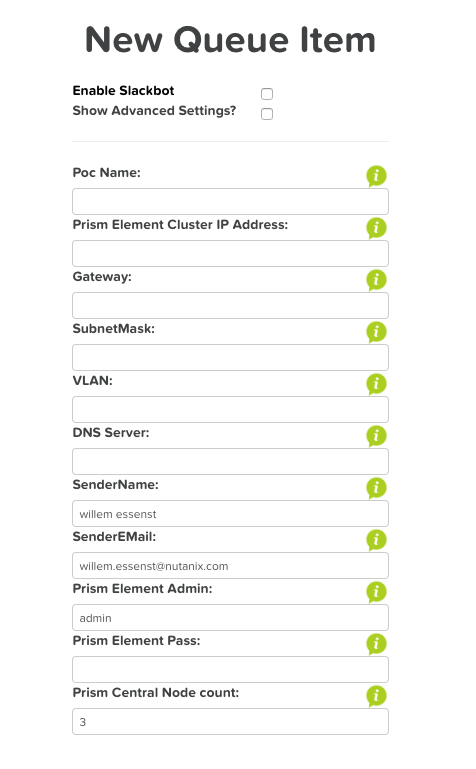 New Queue Item
Enable Slackbot
Show Advanced Settings?
Poc Name:
Prism Element Cluster IP Address:
Gateway:
SubnetMask:
VLAN:
DNS Server:
SenderName:
willem essenst
SenderEMail:
willem.essenst@nutanix.com
Prism Element Admin:
admin
Prism Element Pass:
Prism Central Node count:
3